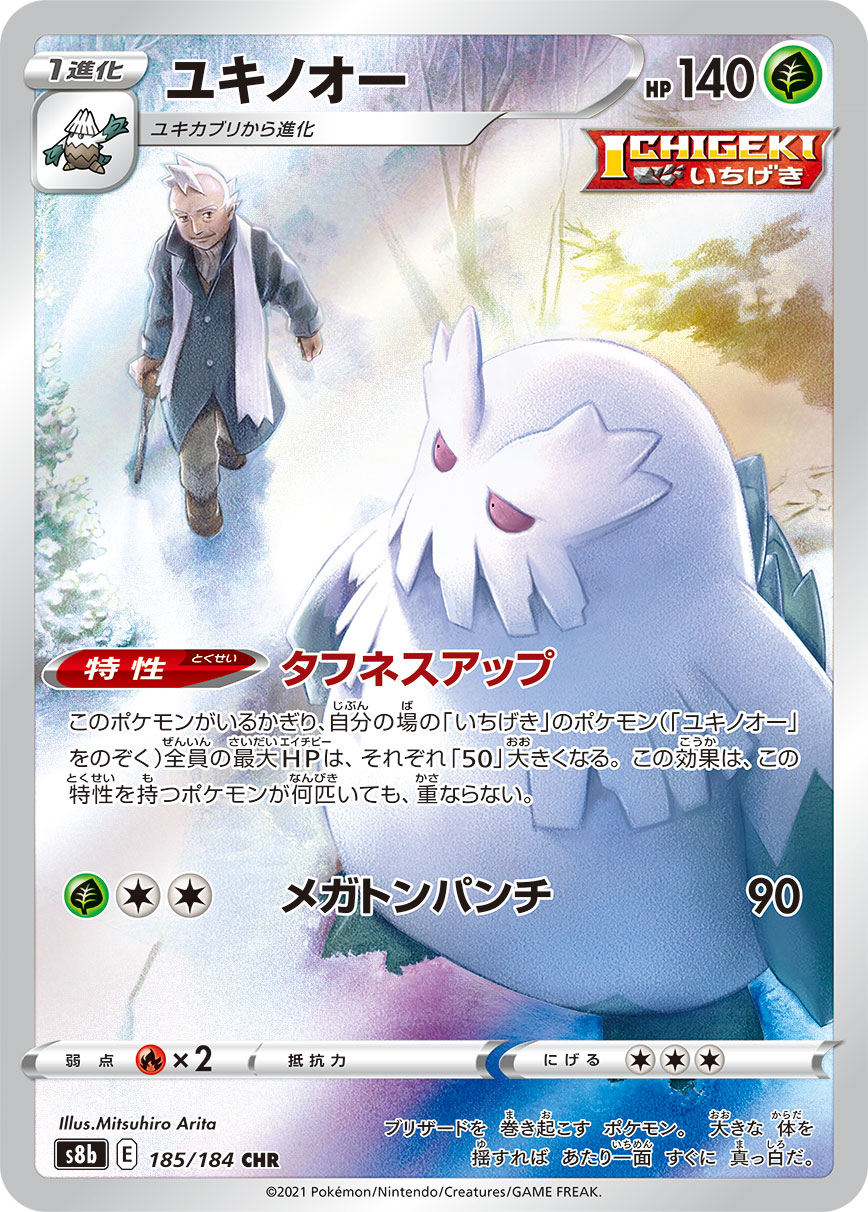 1進化
ユキノオー
HP 140
ユキカブリから進化
ICHIGEKI
いちげき
特性 とくせい
タフネスアップ
このポケモンがいるかぎり、自分の場の「いちげき」のポケモン(「ユキノオー」
をのぞく)全員の最大HPは、それぞれ「50」大きくなる。この効果は、この
特性を持つポケモンが何匹いても、重ならない。
メガトンパンチ 90
弱点 ×2 抵抗力 にげる
Illus.Mitsuhiro Arita
ブリザードを 巻き起こす ポケモン。 大きな 体を
揺すれば あたり一面 すぐに 真っ白だ。
s8b E 185/184 CHR
©2021 Pokémon/Nintendo/Creatures/GAME FREAK.